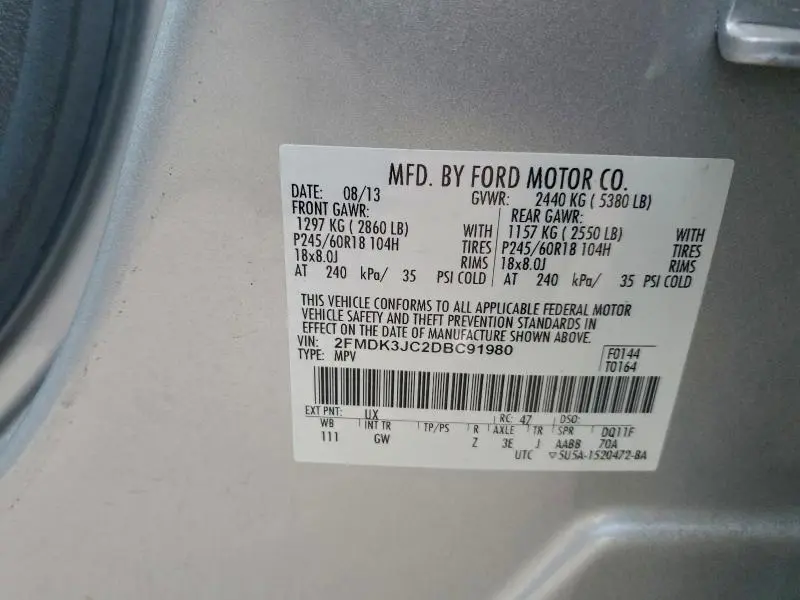 MFD. BY FORD MOTOR CO.
DATE: 08/13 GVWR: 2440 KG ( 5380 LB)
FRONT GAWR: REAR GAWR:
1297 KG ( 2860 LB) WITH 1157 KG ( 2550 LB) WITH
P245/60R18 104H TIRES P245/60R18 104H TIRES
18x8.0J RIMS 18x8.0J RIMS
AT 240 kPa/ 35 PSI COLD AT 240 kPa/ 35 PSI COLD
THIS VEHICLE CONFORMS TO ALL APPLICABLE FEDERAL MOTOR
VEHICLE SAFETY AND THEFT PREVENTION STANDARDS IN
EFFECT ON THE DATE OF MANUFACTURE SHOWN ABOVE.
VIN: 2FMDK3JC2DBC91980 F0144
TYPE: MPV T0164
EXT PNT: UX RC: 47 DSO:
WB INT TR TP/PS R AXLE TR SPR DQ11F
111 GW Z 3E J AABB 70A
UTC ▽5U5A-1520472-BA